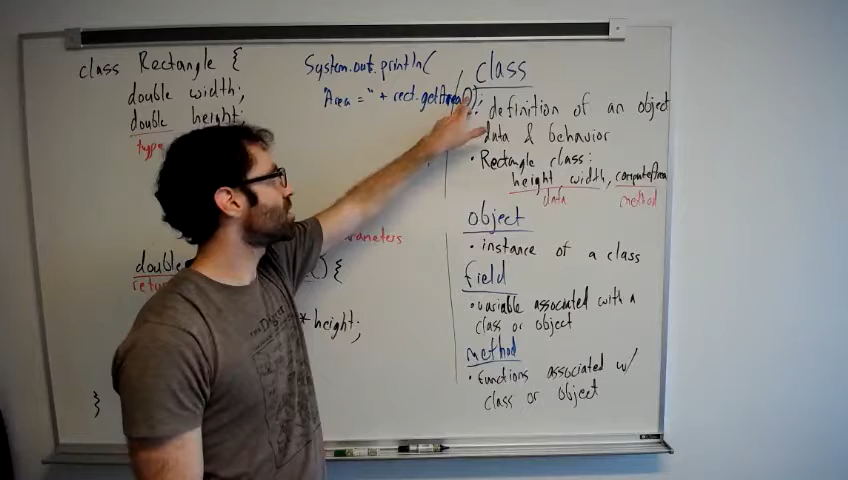 class Rectangle {
double width;
double height;
type
double () {
* height;
}
System.out.println(
"Area = " + rect.getArea());
class
definition of an object
data & behavior
• Rectangle class:
height, width, computeArea
data method
object
• instance of a class
field
• variable associated with a
class or object
method
• functions associated w/
class or object